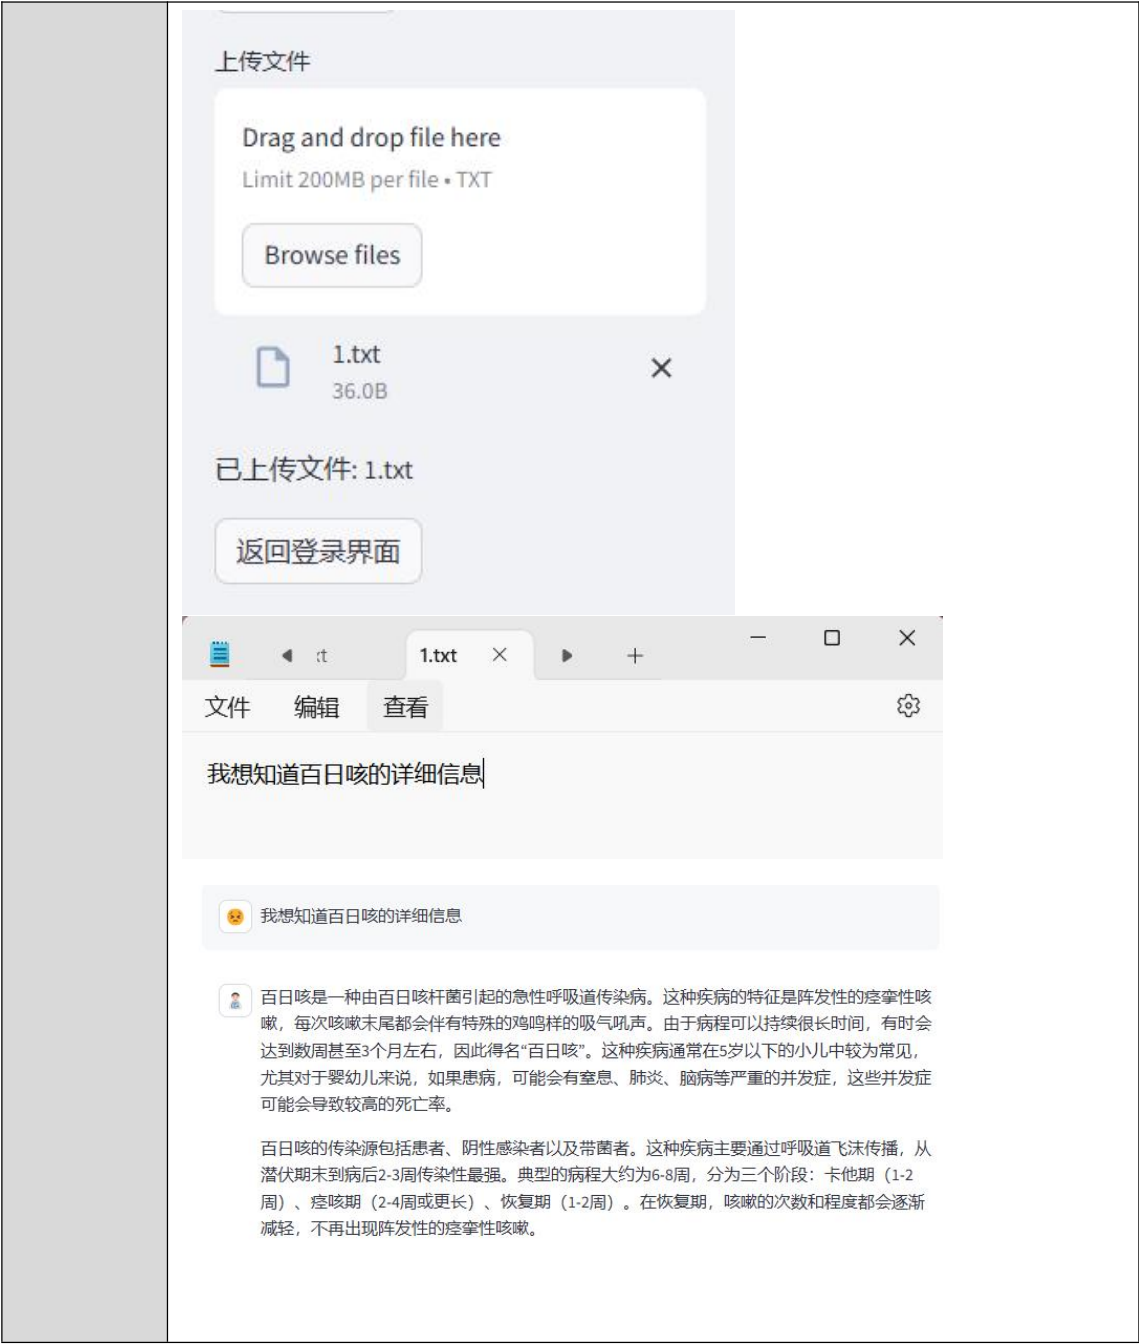 上传文件
Drag and drop file here
Limit 200MB per file • TXT
Browse files
1.txt
36.0B
已上传文件: 1.txt
返回登录界面
1.txt
文件 编辑 查看
我想知道百日咳的详细信息
我想知道百日咳的详细信息
百日咳是一种由百日咳杆菌引起的急性呼吸道传染病。这种疾病的特征是阵发性的痉挛性咳
嗽，每次咳嗽末尾都会伴有特殊的鸡鸣样的吸气吼声。由于病程可以持续很长时间，有时会
达到数周甚至3个月左右，因此得名“百日咳”。这种疾病通常在5岁以下的小儿中较为常见，
尤其对于婴幼儿来说，如果患病，可能会有窒息、肺炎、脑病等严重的并发症，这些并发症
可能会导致较高的死亡率。
百日咳的传染源包括患者、阴性感染者以及带菌者。这种疾病主要通过呼吸道飞沫传播，从
潜伏期末到病后2-3周传染性最强。典型的病程大约为6-8周，分为三个阶段：卡他期（1-2
周）、痉咳期（2-4周或更长）、恢复期（1-2周）。在恢复期，咳嗽的次数和程度都会逐渐
减轻，不再出现阵发性的痉挛性咳嗽。